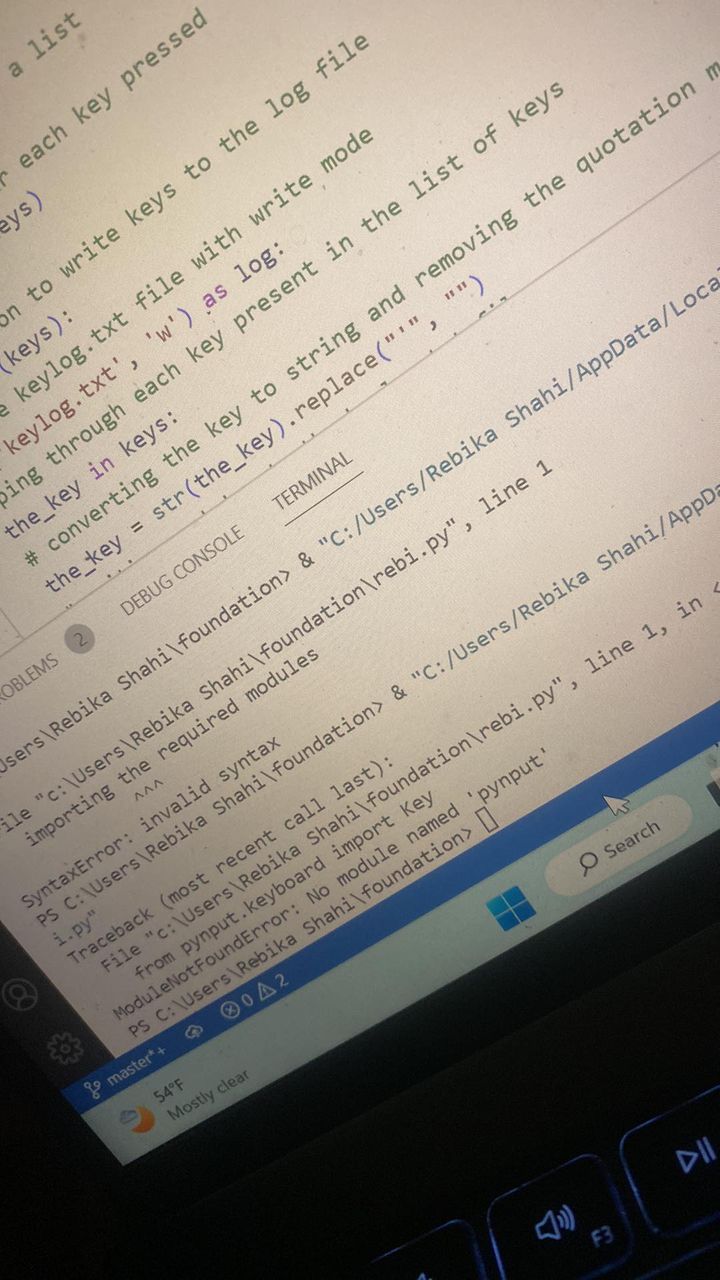 a list
r each key pressed
eys)
on to write keys to the log file
(keys):
e keylog.txt file with write mode
'keylog.txt', 'w') as log:
ping through each key present in the list of keys
the_key in keys:
# converting the key to string and removing the quotation m
the_key = str(the_key).replace("'", "")
ROBLEMS 2 DEBUG CONSOLE TERMINAL
Users\Rebika Shahi\foundation> & "C:/Users/Rebika Shahi/AppData/Loca
ile "c:\Users\Rebika Shahi\foundation\rebi.py", line 1
importing the required modules
^^^
SyntaxError: invalid syntax
PS C:\Users\Rebika Shahi\foundation> & "C:/Users/Rebika Shahi/AppDa
i.py"
Traceback (most recent call last):
File "c:\Users\Rebika Shahi\foundation\rebi.py", line 1, in <
from pynput.keyboard import Key
ModuleNotFoundError: No module named 'pynput'
PS C:\Users\Rebika Shahi\foundation>
master*+ 0 2
54°F
Mostly clear
Search
F3